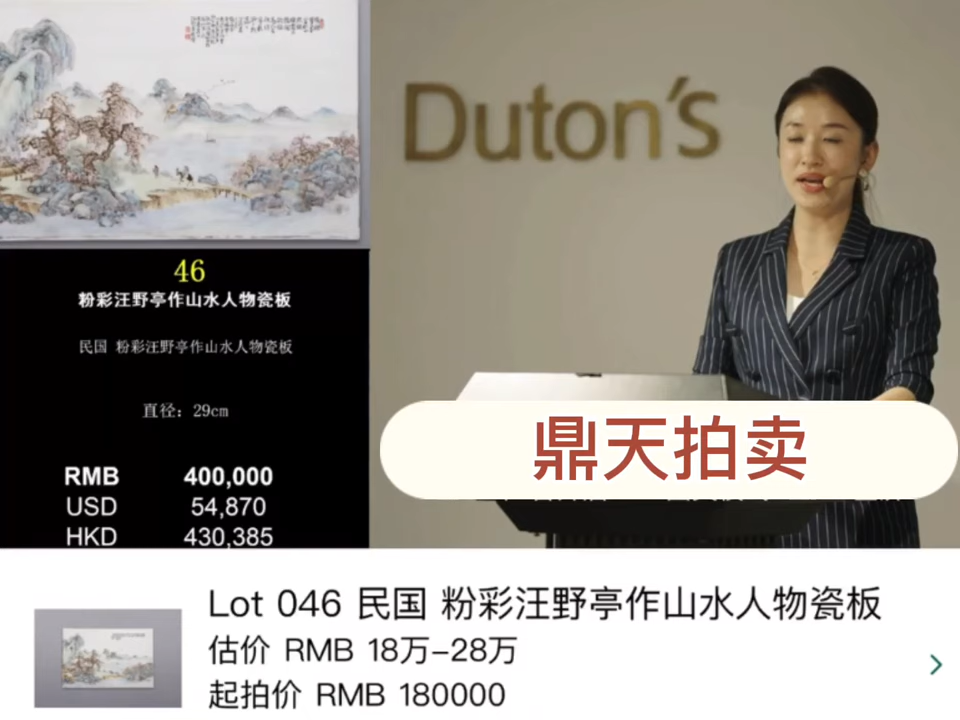 Duton's
46
粉彩汪野亭作山水人物瓷板
民国 粉彩汪野亭作山水人物瓷板
直径：29cm
RMB 400,000
USD 54,870
HKD 430,385
鼎天拍卖
Lot 046 民国 粉彩汪野亭作山水人物瓷板
估价 RMB 18万-28万
起拍价 RMB 180000